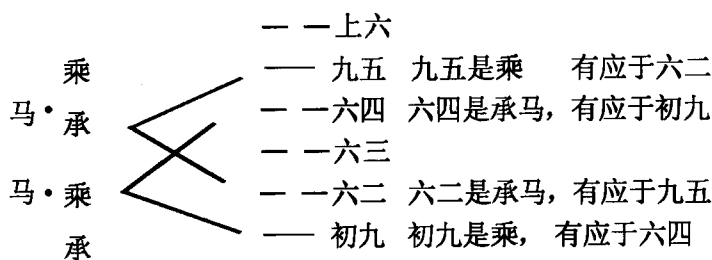 — —上六
乘
—— 九五 九五是乘 有应于六二
马·承
— —六四 六四是承马，有应于初九
— —六三
马·乘
— —六二 六二是承马，有应于九五
承
—— 初九 初九是乘， 有应于六四